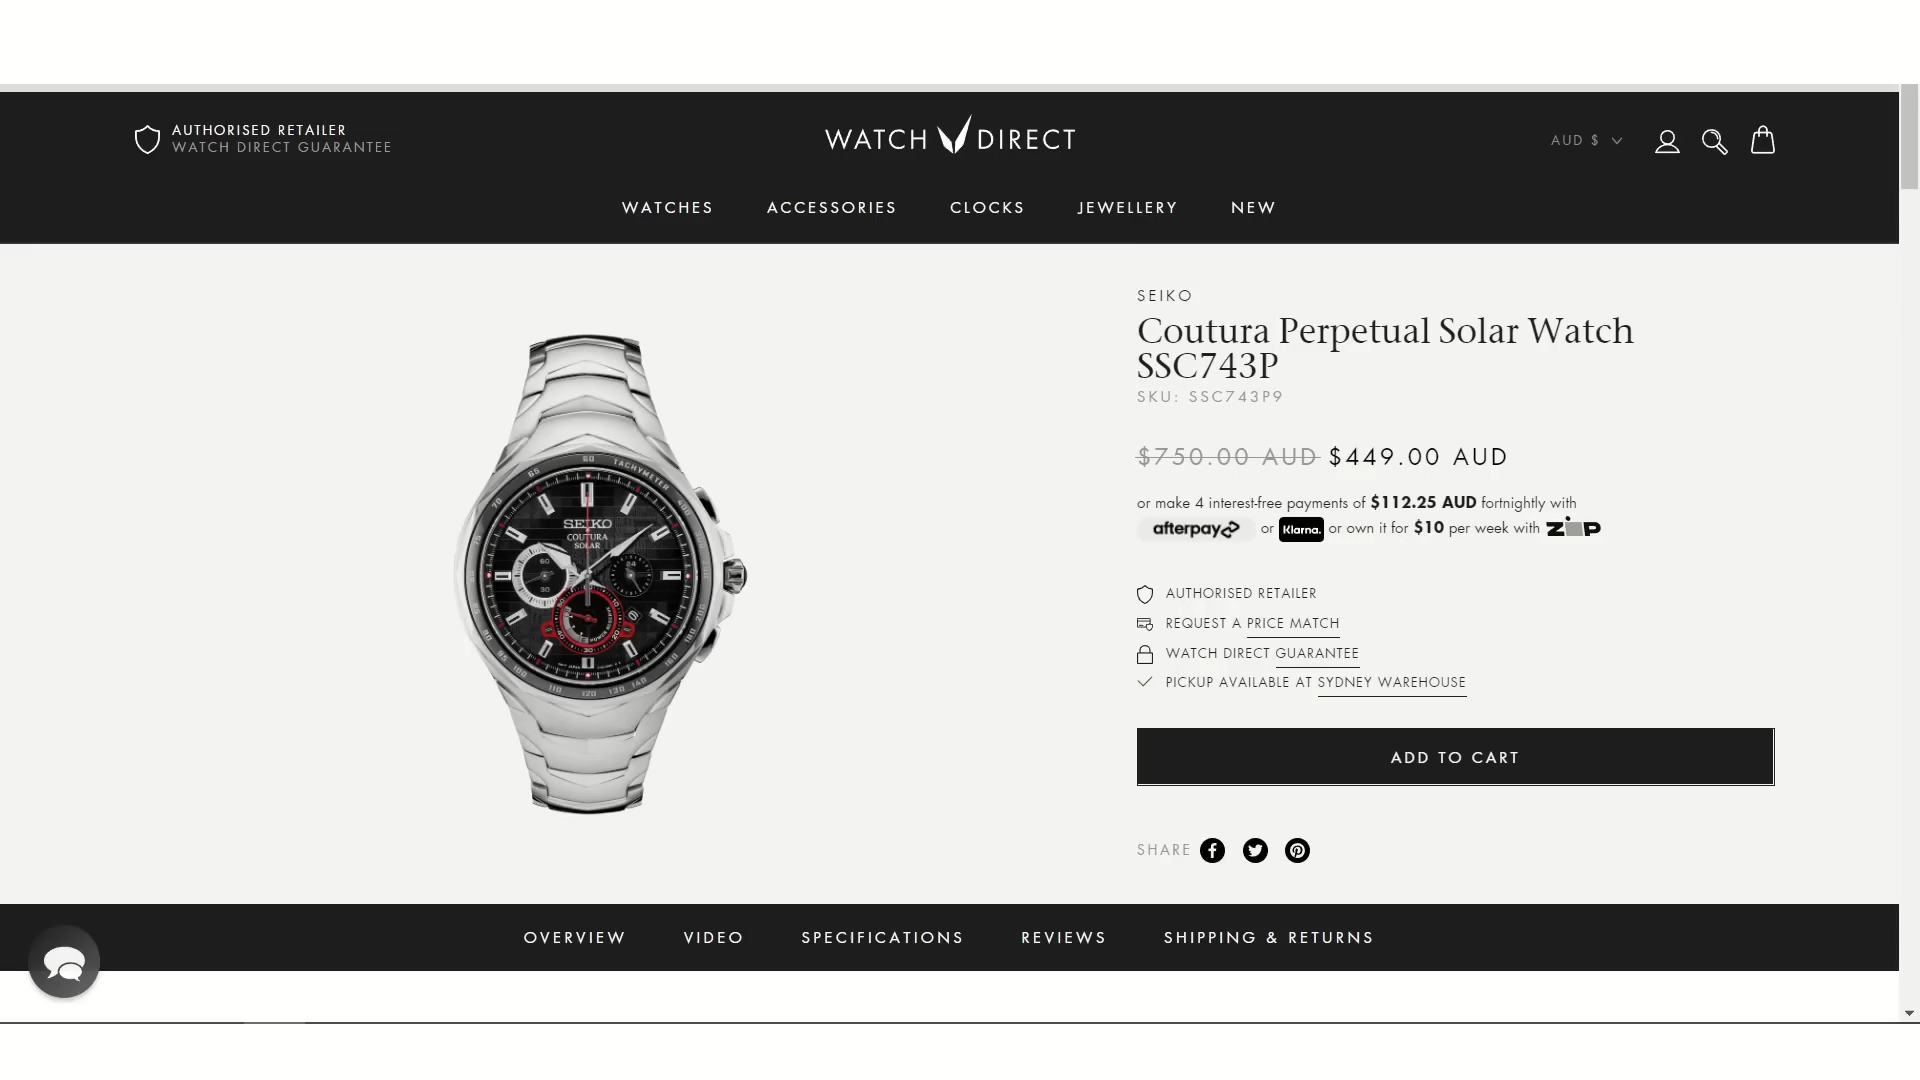 AUTHORISED RETAILER
WATCH DIRECT GUARANTEE
WATCH DIRECT
AUD $
WATCHES ACCESSORIES CLOCKS JEWELLERY NEW
SEIKO
COUTURA
SOLAR
TACHYMETER
SEIKO
Coutura Perpetual Solar Watch
SSC743P
SKU: SSC743P9
$750.00 AUD $449.00 AUD
or make 4 interest-free payments of $112.25 AUD fortnightly with
afterpay or Klarna. or own it for $10 per week with ZIP
AUTHORISED RETAILER
REQUEST A PRICE MATCH
WATCH DIRECT GUARANTEE
PICKUP AVAILABLE AT SYDNEY WAREHOUSE
ADD TO CART
SHARE
OVERVIEW VIDEO SPECIFICATIONS REVIEWS SHIPPING & RETURNS